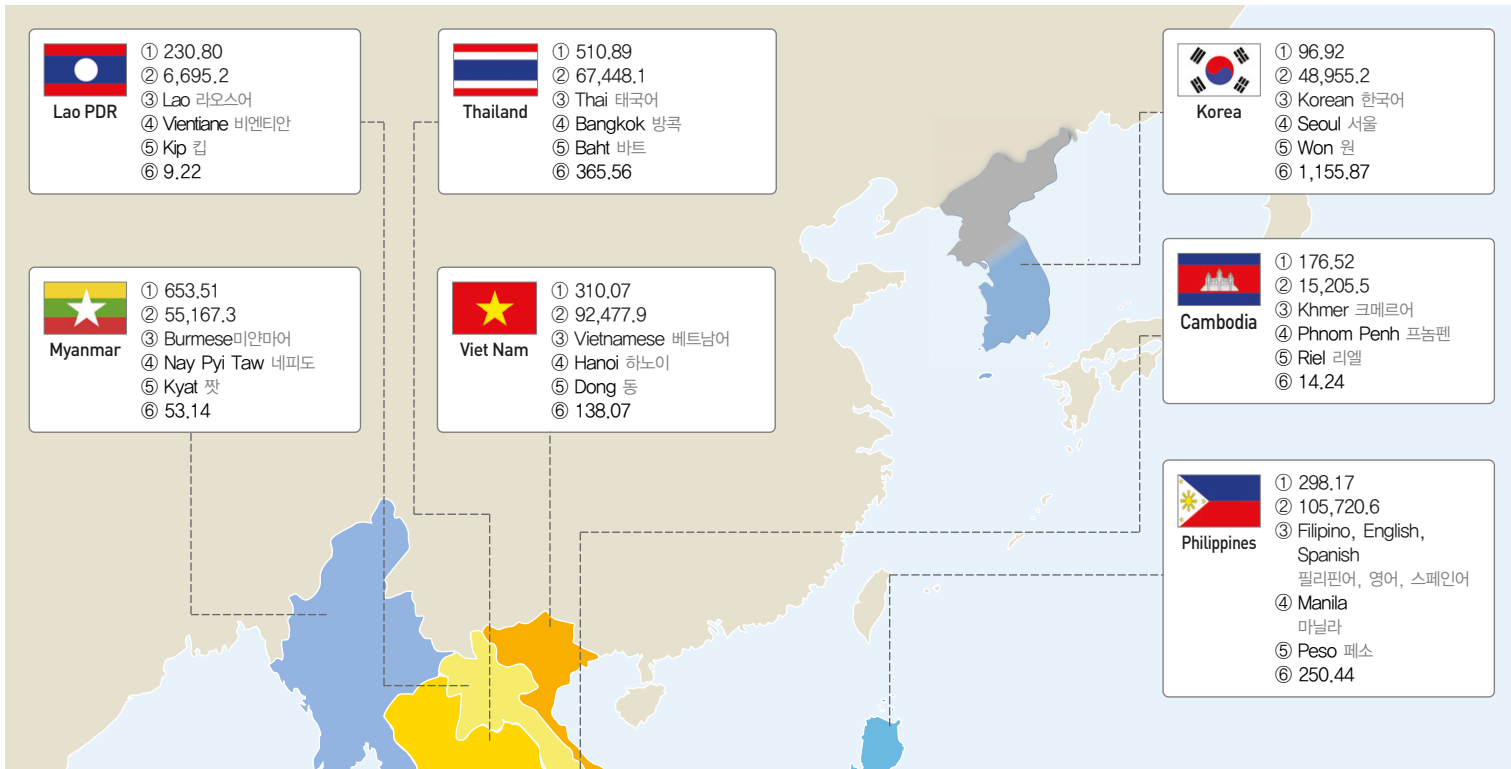 Lao PDR
① 230.80
② 6,695.2
③ Lao 라오스어
④ Vientiane 비엔티안
⑤ Kip 킵
⑥ 9.22
Thailand
① 510.89
② 67,448.1
③ Thai 태국어
④ Bangkok 방콕
⑤ Baht 바트
⑥ 365.56
Korea
① 96.92
② 48,955.2
③ Korean 한국어
④ Seoul 서울
⑤ Won 원
⑥ 1,155.87
Myanmar
① 653.51
② 55,167.3
③ Burmese미얀마어
④ Nay Pyi Taw 네피도
⑤ Kyat 짯
⑥ 53.14
Viet Nam
① 310.07
② 92,477.9
③ Vietnamese 베트남어
④ Hanoi 하노이
⑤ Dong 동
⑥ 138.07
Cambodia
① 176.52
② 15,205.5
③ Khmer 크메르어
④ Phnom Penh 프놈펜
⑤ Riel 리엘
⑥ 14.24
Philippines
① 298.17
② 105,720.6
③ Filipino, English,
Spanish
필리핀어, 영어, 스페인어
④ Manila
마닐라
⑤ Peso 페소
⑥ 250.44